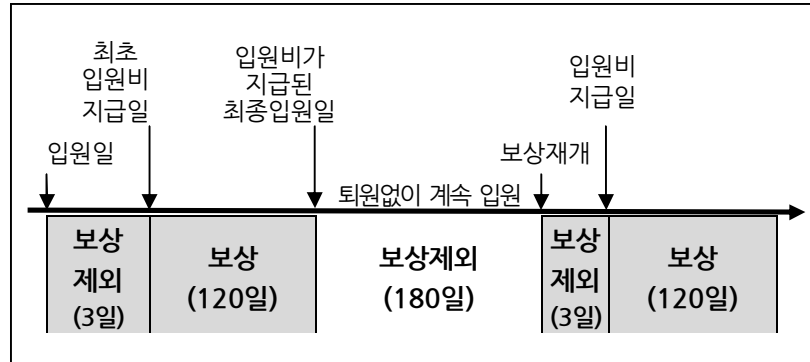 최초
입원비
지급일
입원비가
지급된
최종입원일
입원비
지급일
입원일
보상재개
퇴원없이 계속 입원
보상
제외
(3일)
보상
(120일)
보상제외
(180일)
보상
제외
(3일)
보상
(120일)